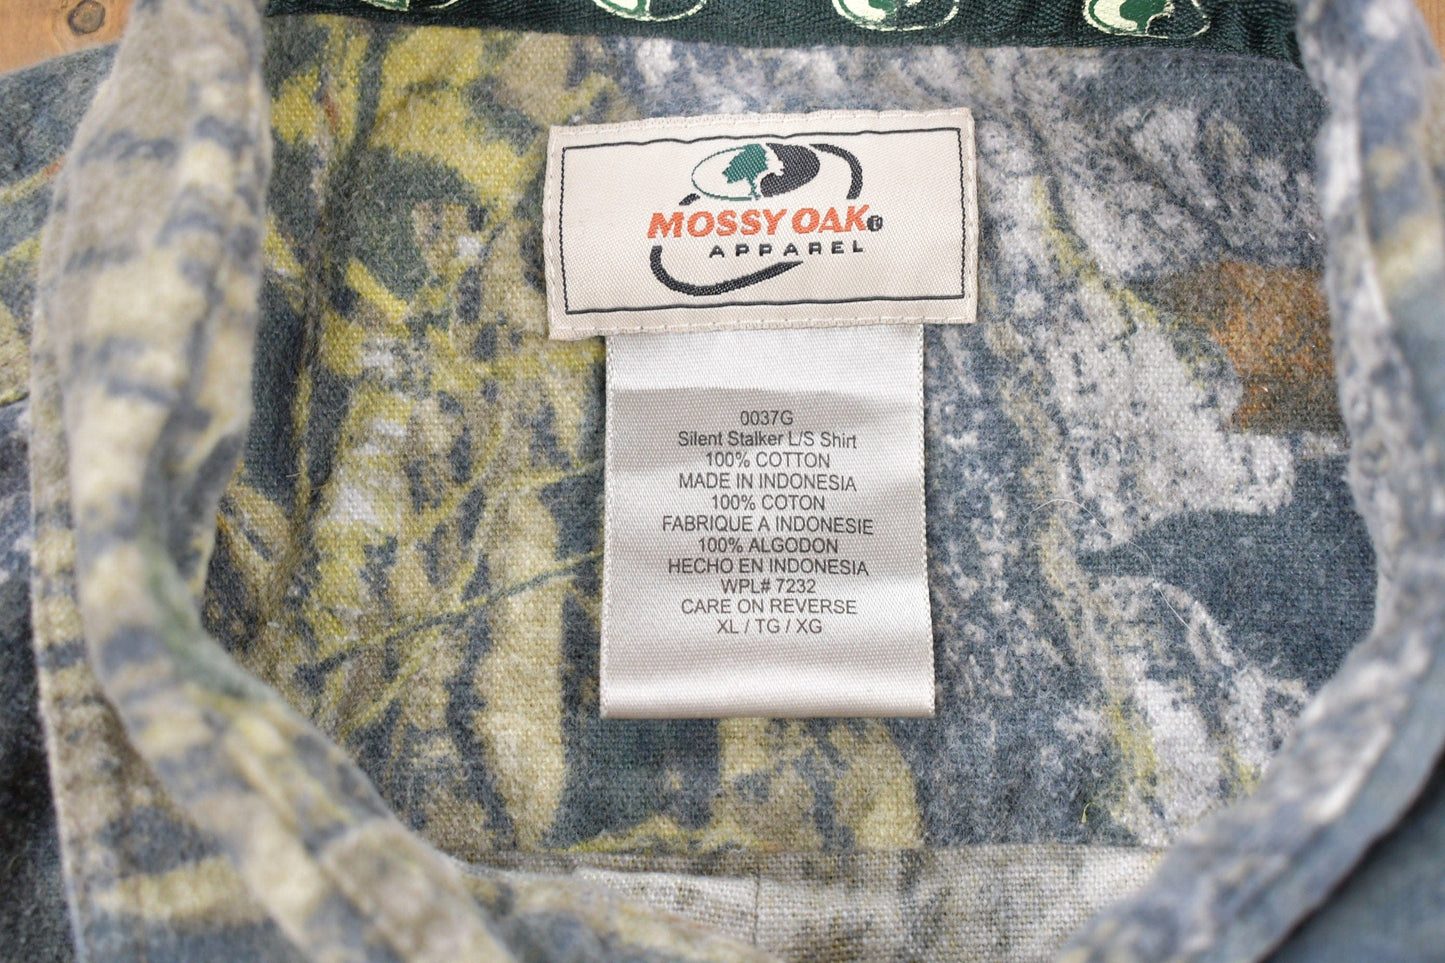 MOSSY OAK
APPAREL
0037G
Silent Stalker L/S Shirt
100% COTTON
MADE IN INDONESIA
100% COTON
FABRIQUE A INDONESIE
100% ALGODON
HECHO EN INDONESIA
WPL# 7232
CARE ON REVERSE
XL / TG / XG